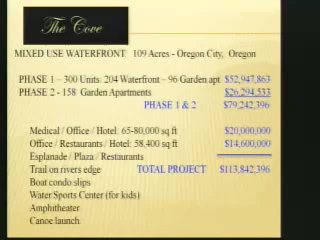 The Cove
MIXED USE WATERFRONT 109 Acres - Oregon City, Oregon
PHASE 1 – 300 Units: 204 Waterfront – 96 Garden apt. $52,947,863
PHASE 2 - 158 Garden Apartments $26,294,533
PHASE 1 & 2 $79,242,396
Medical / Office / Hotel: 65-80,000 sq ft $20,000,000
Office / Restaurants / Hotel: 58,400 sq ft $14,600,000
Esplanade / Plaza / Restaurants
Trail on rivers edge TOTAL PROJECT $113,842,396
Boat condo slips
Water Sports Center (for kids)
Amphitheater
Canoe launch